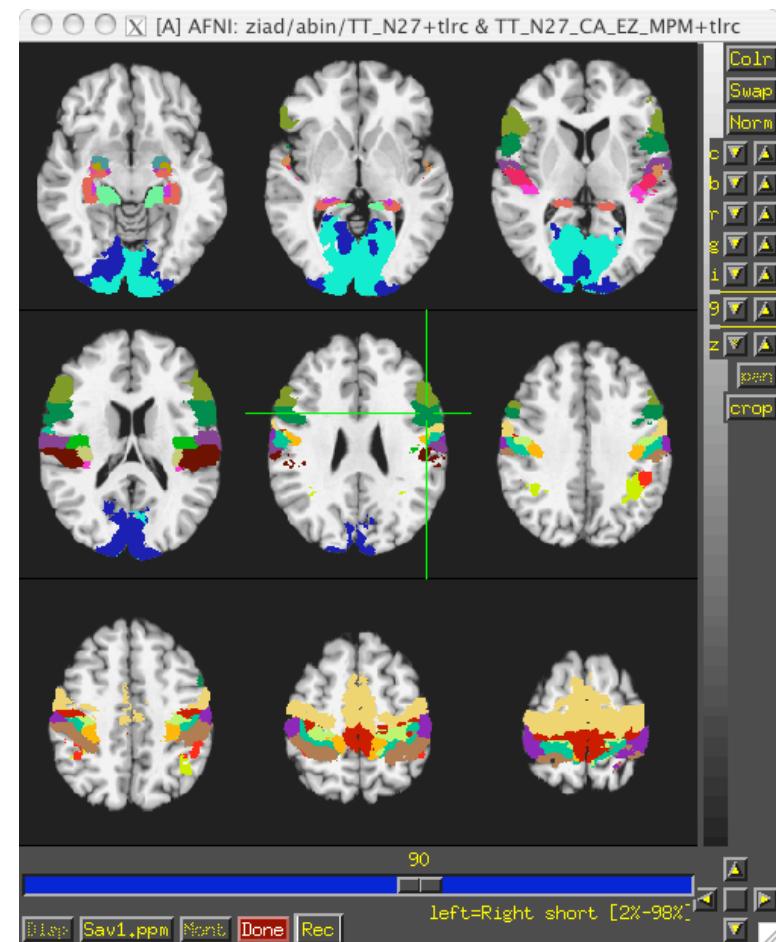 [A] AFNI: ziad/abin/TT_N27+tlrc & TT_N27_CA_EZ_MPM+tlrc
Colr
Swap
Norm
c
b
r
g
i
9
z
pan
crop
90
left=Right short [2%-98%]
Disp Sav1.ppm Mont Done Rec